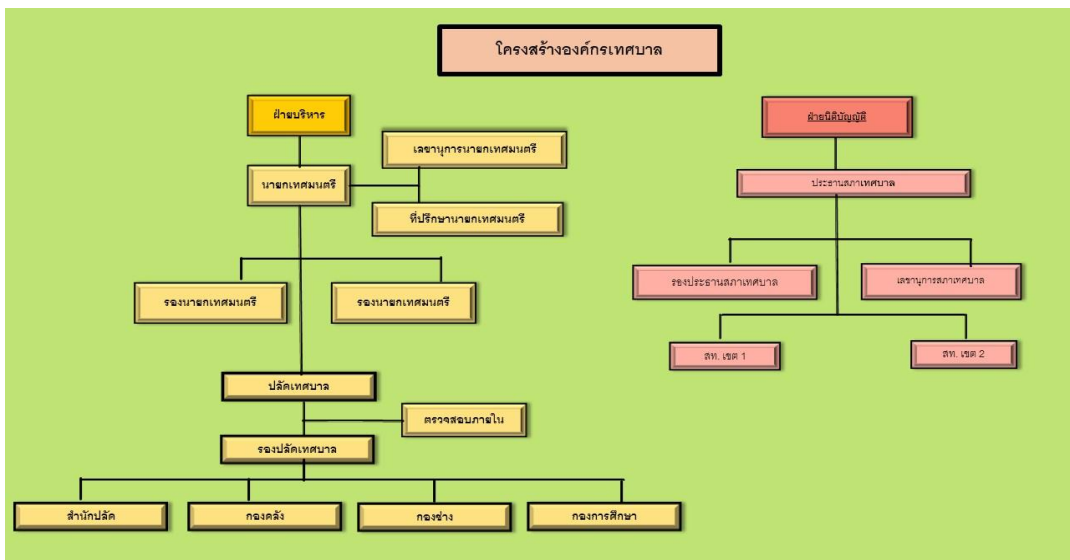 โครงสร้างองค์กรเทศบาล
ฝ่ายบริหาร
เลขานุการนายกเทศมนตรี
นายกเทศมนตรี
ที่ปรึกษานายกเทศมนตรี
รองนายกเทศมนตรี
รองนายกเทศมนตรี
ปลัดเทศบาล
ตรวจสอบภายใน
รองปลัดเทศบาล
สำนักปลัด
กองคลัง
กองช่าง
กองการศึกษา
ฝ่ายนิติบัญญัติ
ประธานสภาเทศบาล
รองประธานสภาเทศบาล
เลขานุการสภาเทศบาล
สท. เขต 1
สท. เขต 2